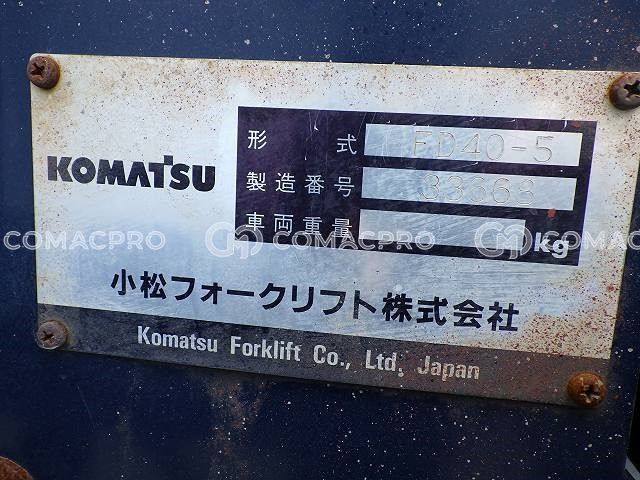 KOMATSU
形式 FD40-5
製造番号 33668
車両重量 kg
小松フォークリフト株式会社
Komatsu Forklift Co., Ltd. Japan
COMACPRO COMACPRO COMACPRO